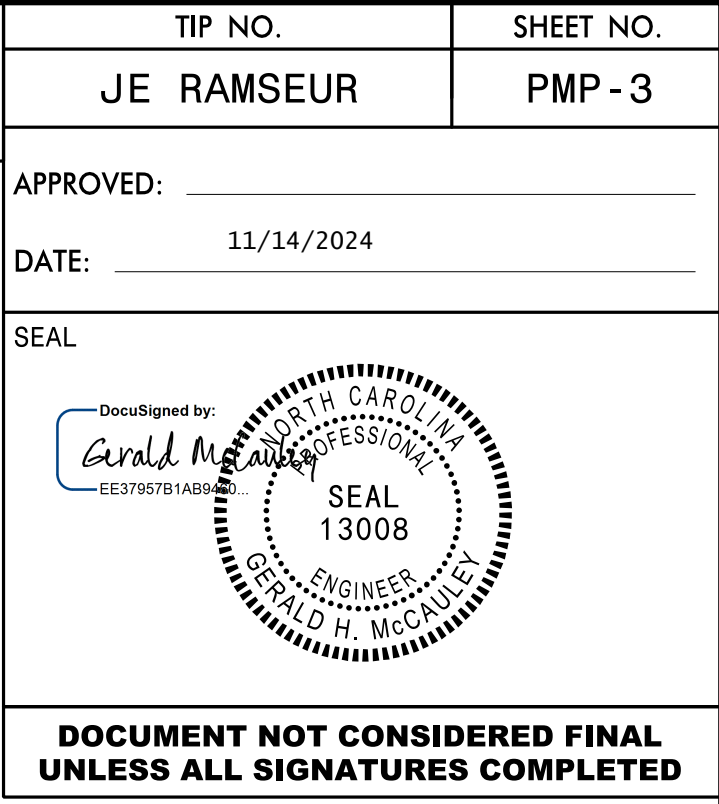 TIP NO. SHEET NO.
JE RAMSEUR PMP-3
APPROVED:
DATE: 11/14/2024
SEAL
DocuSigned by:
Gerald McCauley
EE37957B1AB9460...
NORTH CAROLINA
PROFESSIONAL
SEAL
13008
ENGINEER
GERALD H. McCAULEY
DOCUMENT NOT CONSIDERED FINAL
UNLESS ALL SIGNATURES COMPLETED